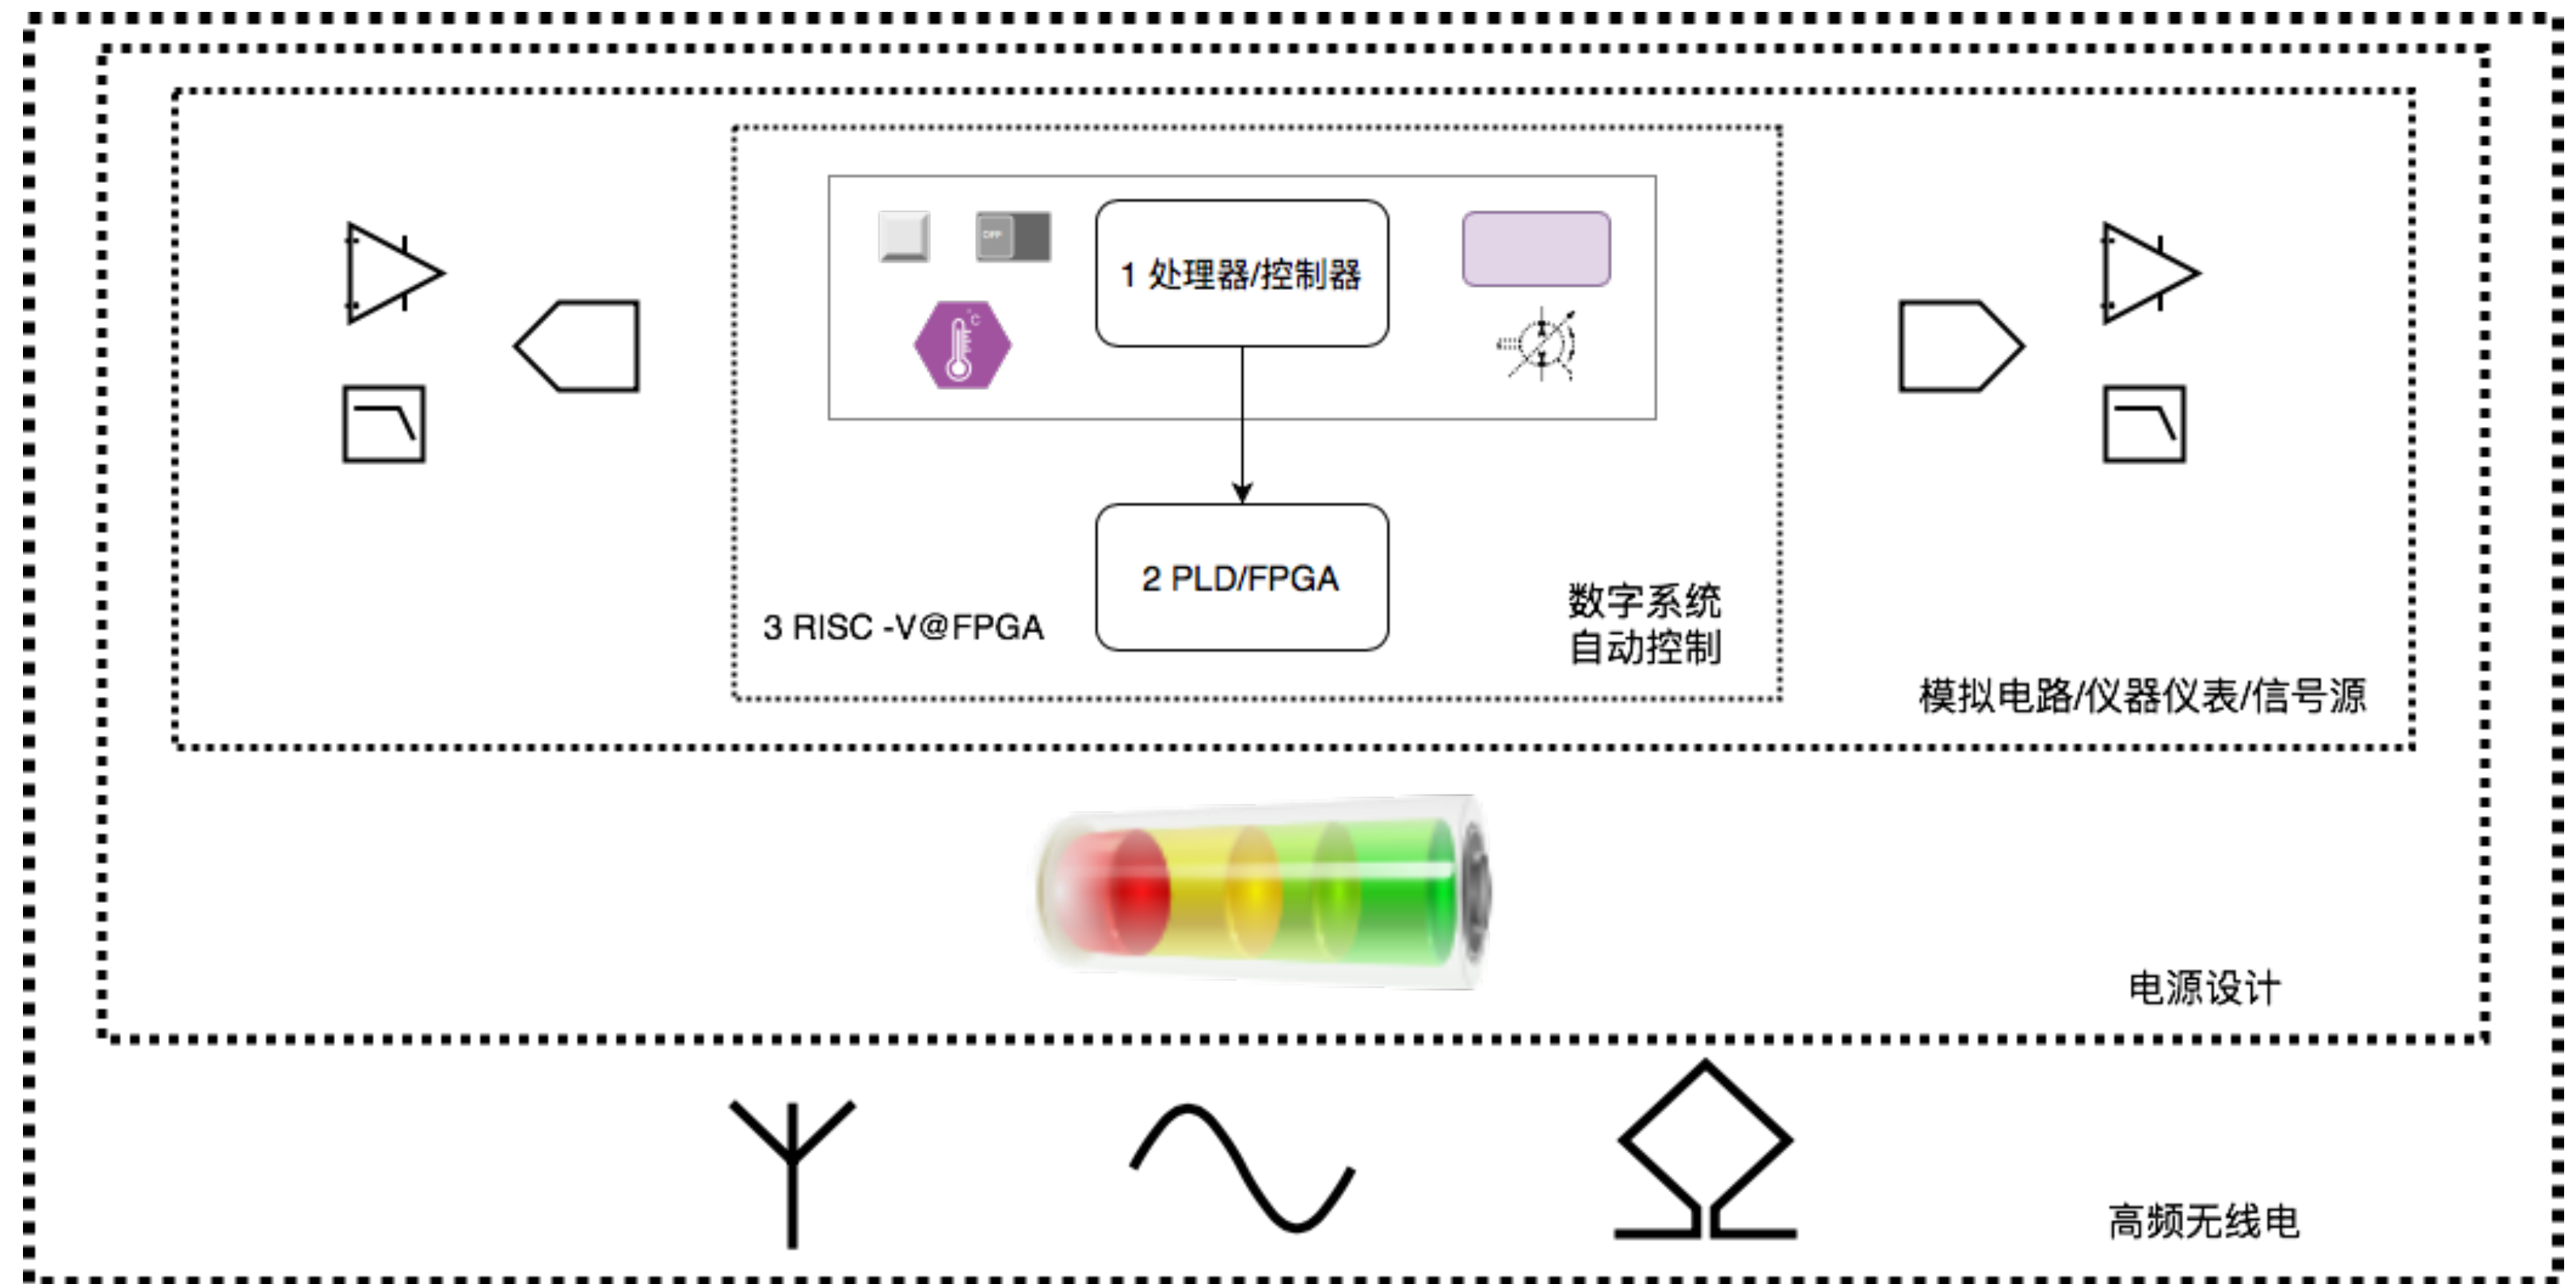 OFF
°C
1 处理器/控制器
2 PLD/FPGA
3 RISC -V@FPGA
数字系统
自动控制
模拟电路/仪器仪表/信号源
电源设计
高频无线电